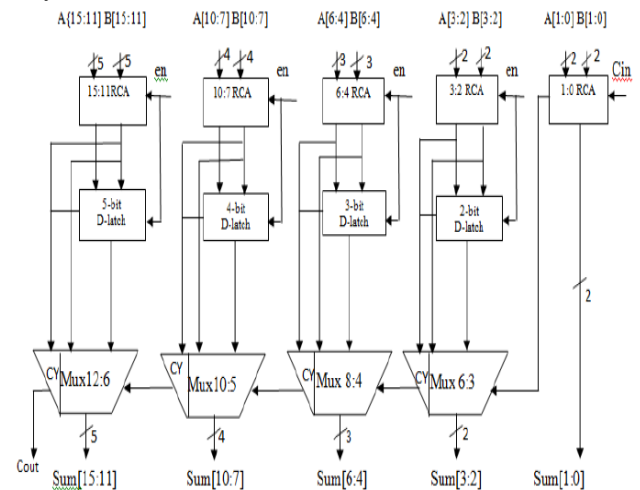 A{15:11] B[15:11] A[10:7] B[10:7] A[6:4] B[6:4] A[3:2] B[3:2] A[1:0] B[1:0]
5 5 4 4 3 3 2 2 2 2
en en en Cin
15:11RCA 10:7 RCA 6:4 RCA 3:2 RCA 1:0 RCA
5-bit D-latch
4-bit D-latch
3-bit D-latch
2-bit D-latch
2
CY Mux12:6 CY Mux10:5 CY Mux 8:4 CY Mux 6:3
5 4 3 2
Cout Sum[15:11] Sum[10:7] Sum[6:4] Sum[3:2] Sum[1:0]